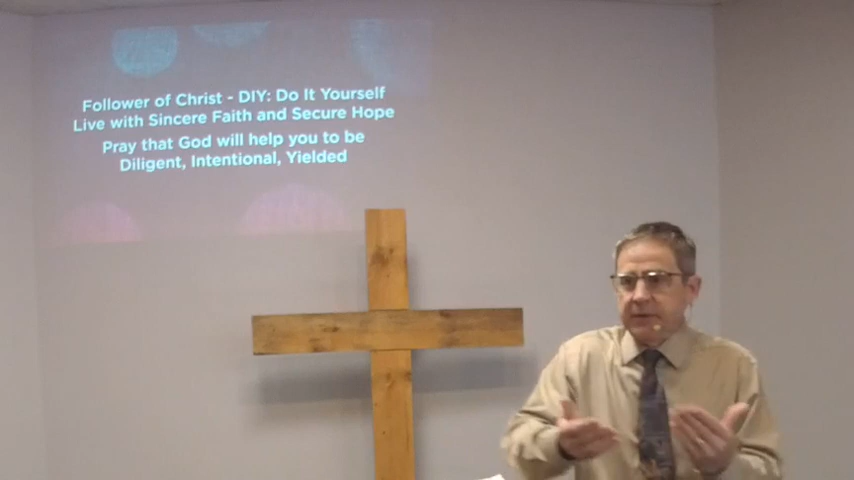 Follower of Christ - DIY: Do It Yourself
Live with Sincere Faith and Secure Hope
Pray that God will help you to be
Diligent, Intentional, Yielded